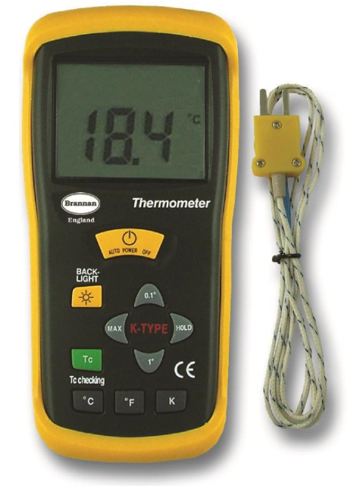 18.4 °C
Brannan
England
Thermometer
AUTO POWER OFF
BACK-
LIGHT
0.1°
MAX K-TYPE HOLD
Tc
1°
Tc checking
CE
°C °F K